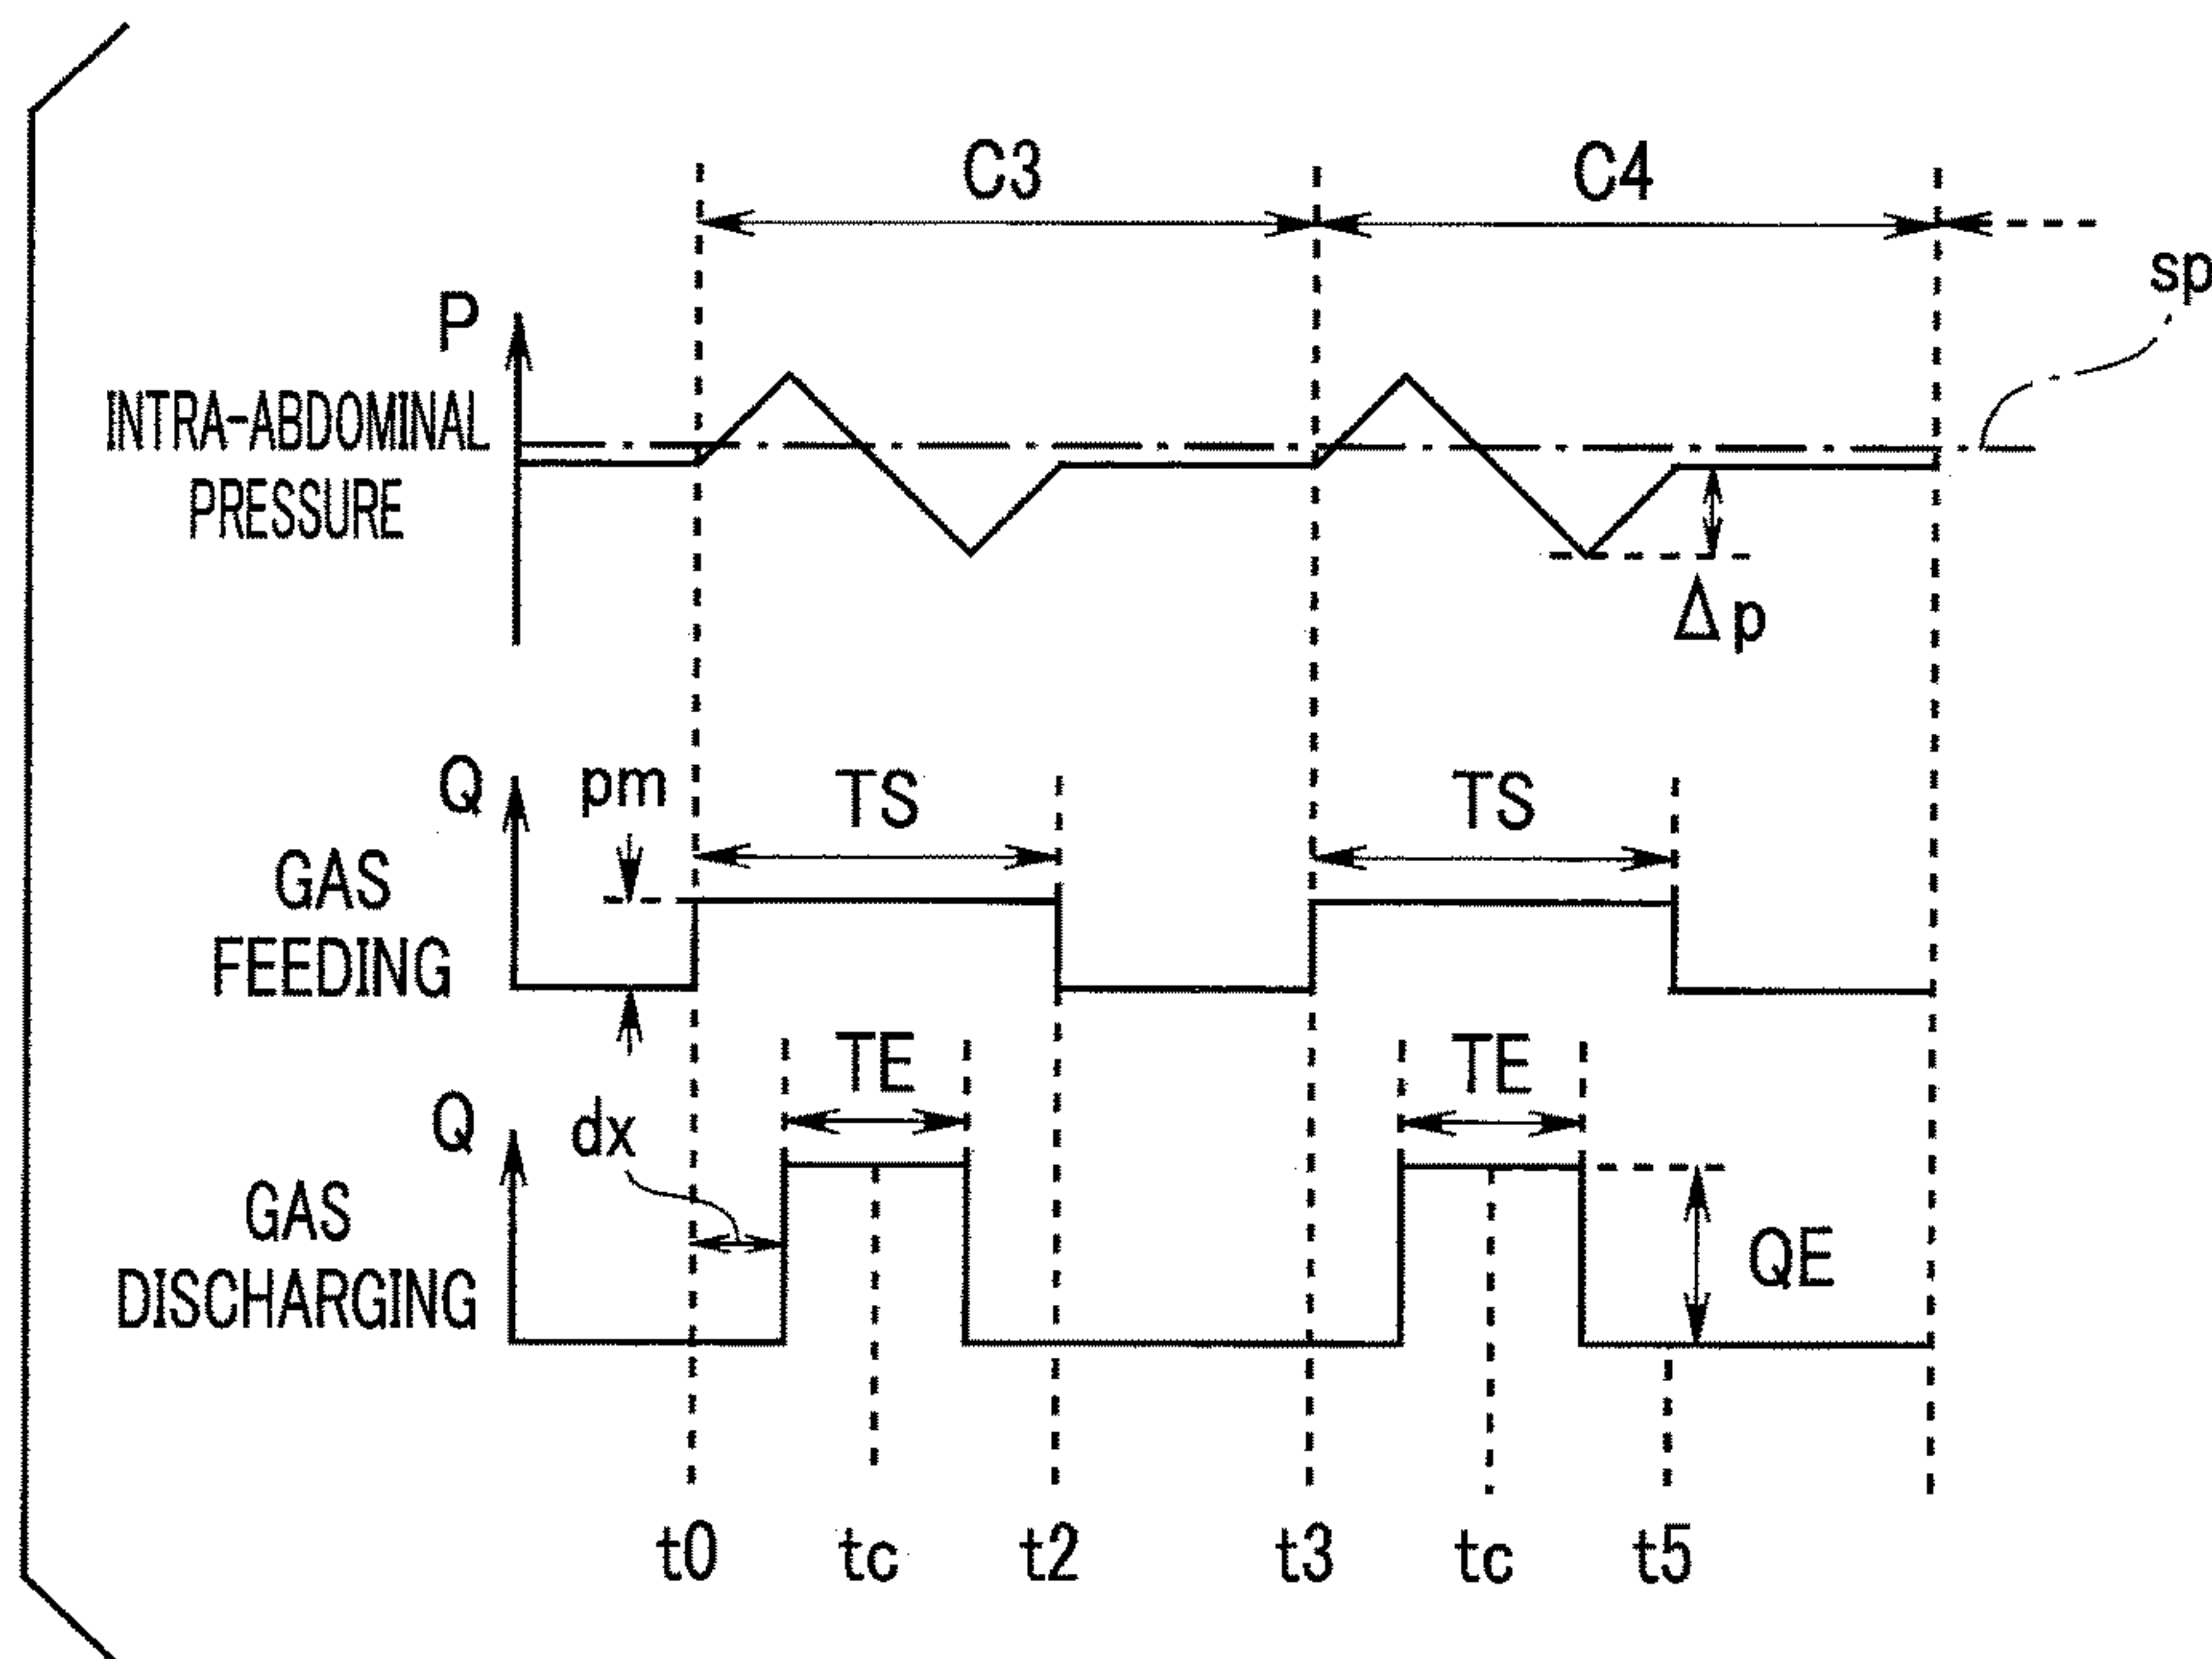 C3 C4
sp
P
INTRA-ABDOMINAL
PRESSURE
Δp
Q pm TS TS
GAS
FEEDING
TE TE
Q dx
GAS
DISCHARGING
QE
t0 tc t2 t3 tc t5